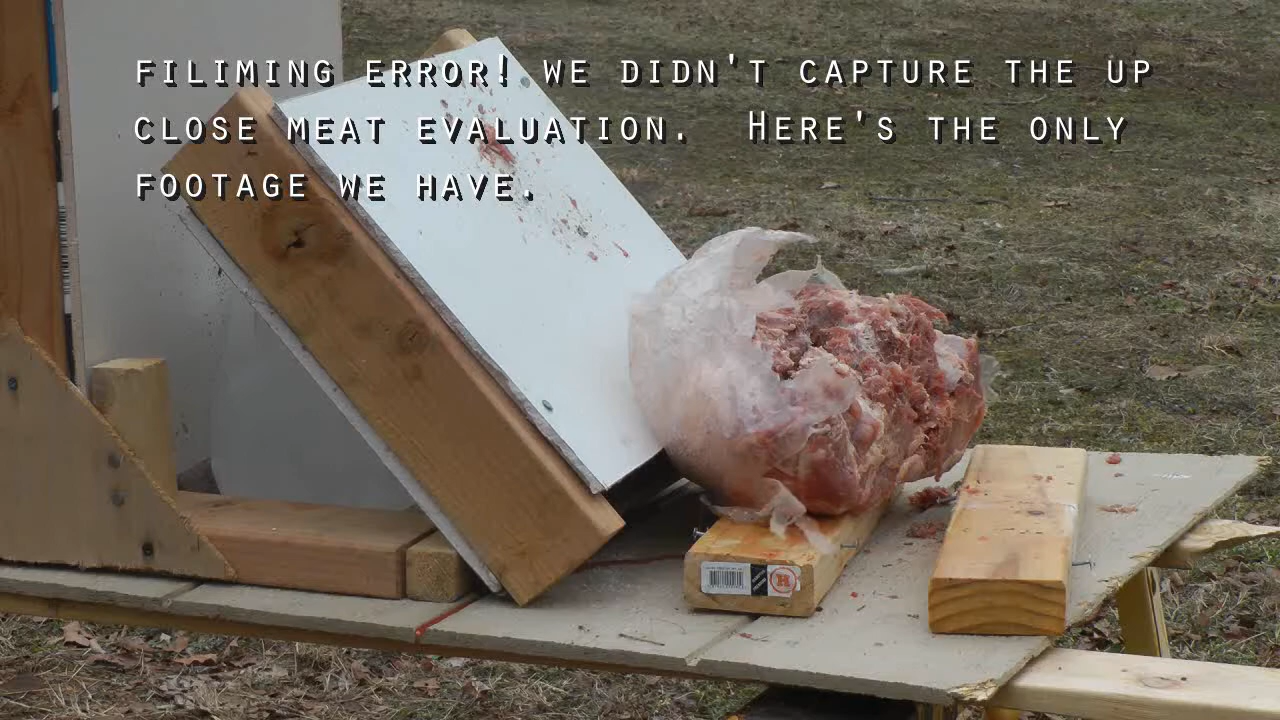 FILIMING ERROR! WE DIDN'T CAPTURE THE UP
CLOSE MEAT EVALUATION. HERE'S THE ONLY
FOOTAGE WE HAVE.